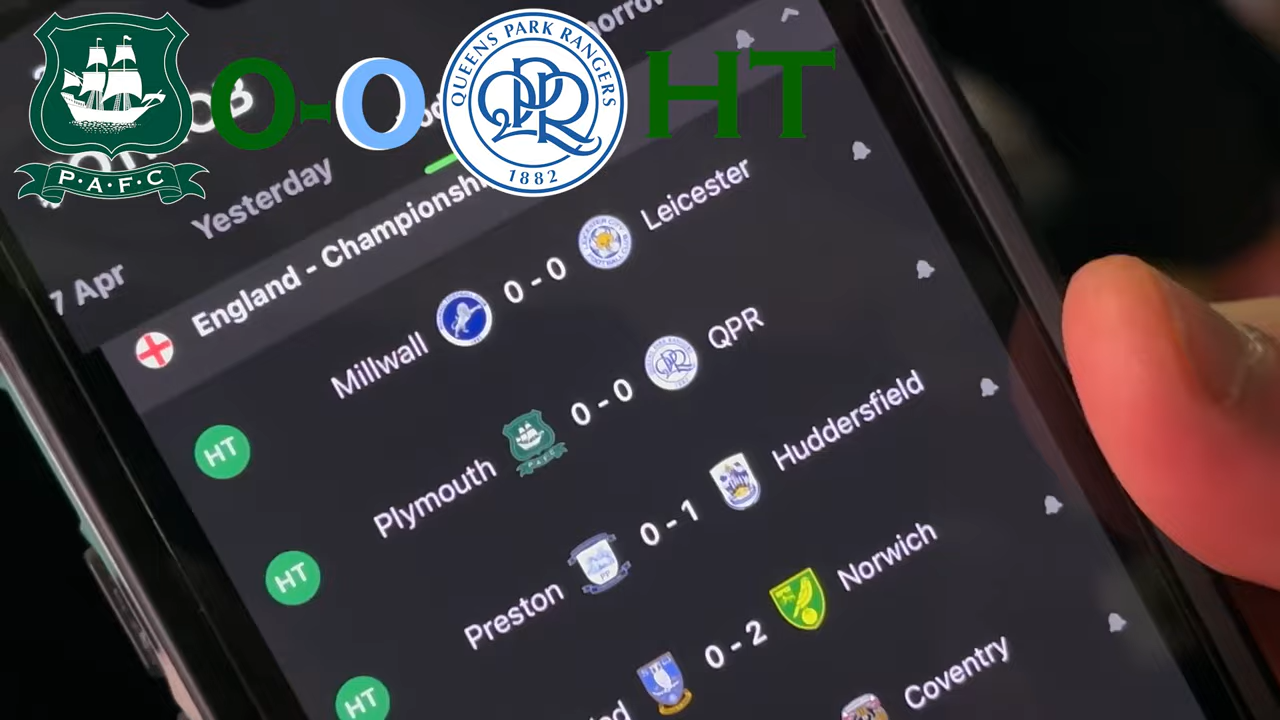 0-0 HT
P·A·F·C
QUEENS PARK RANGERS
1882
Yesterday
7 Apr
England - Championshi
Millwall 0 - 0 Leicester
HT
Plymouth 0 - 0 QPR
HT
Preston 0 - 1 Huddersfield
HT
0 - 2 Norwich
Coventry